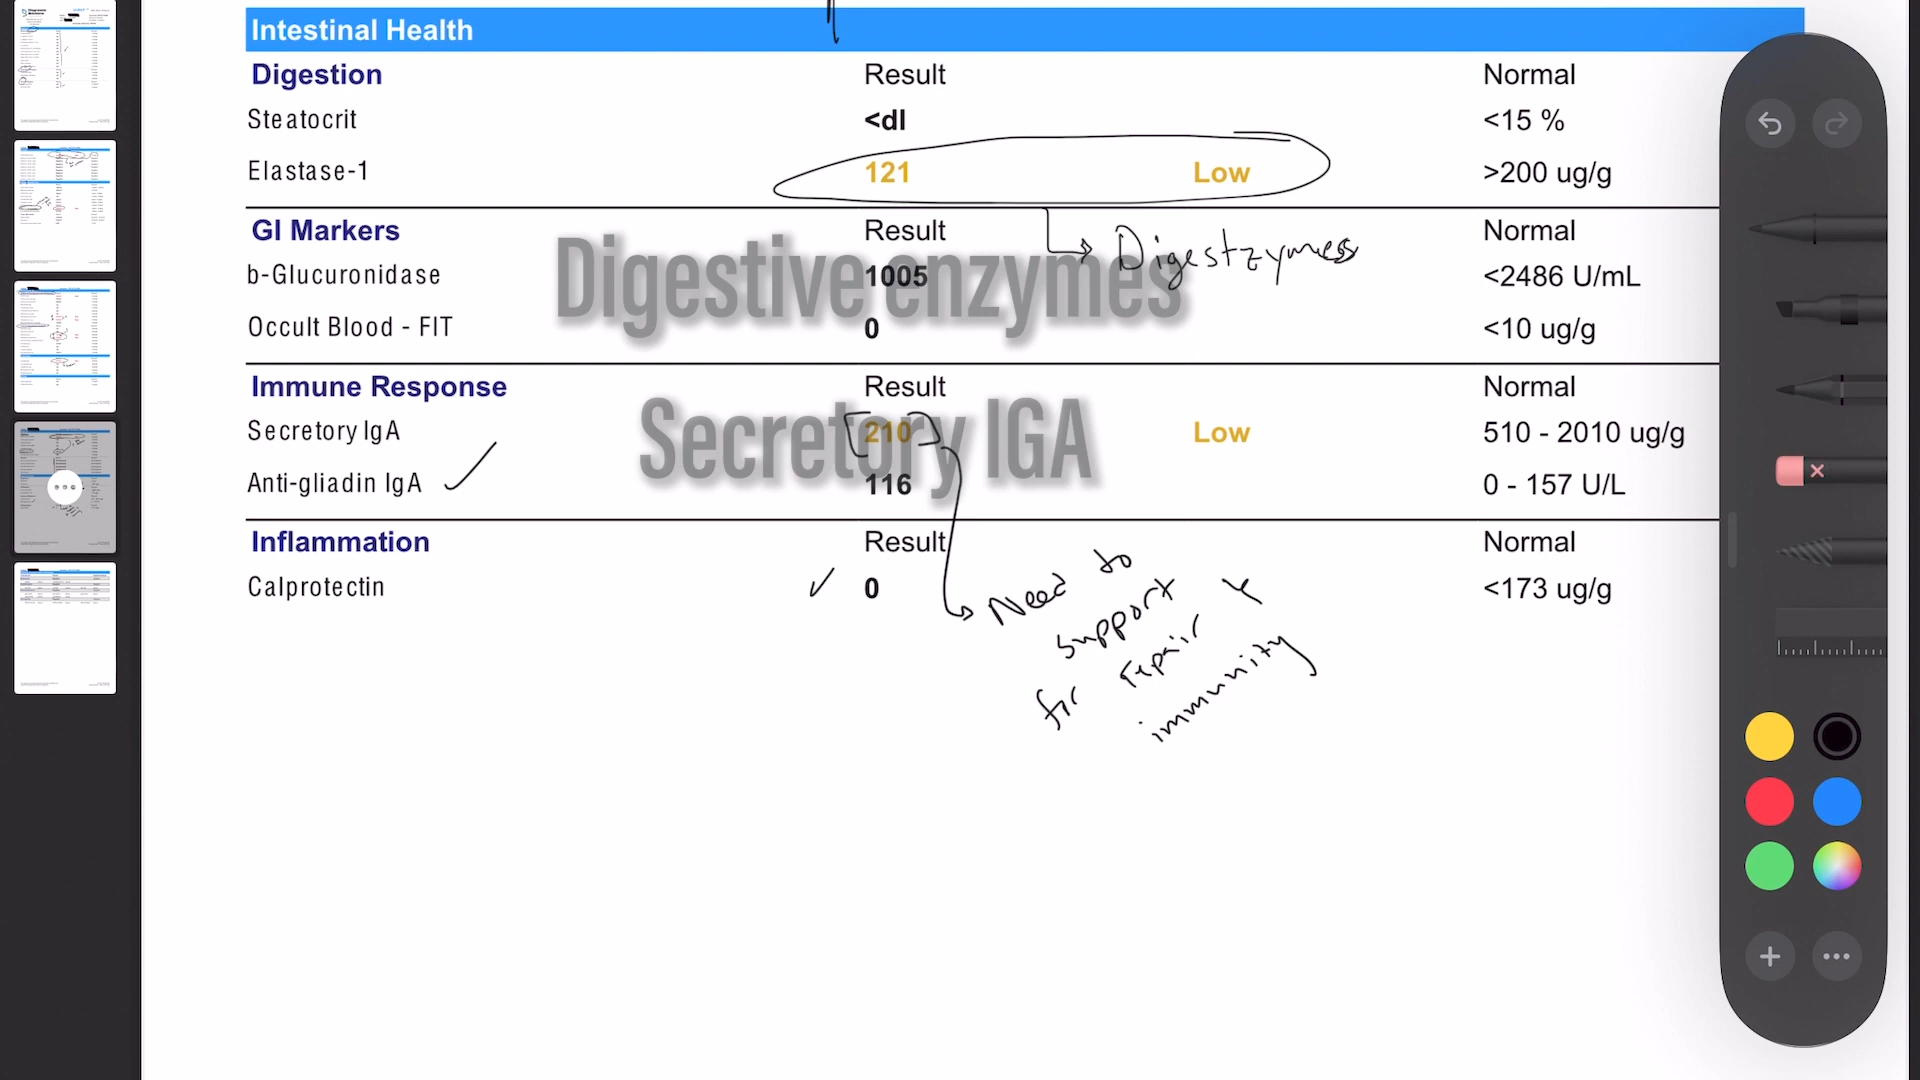 Intestinal Health
Digestion Result Normal
Steatocrit <dl <15 %
Elastase-1 121 Low >200 ug/g
GI Markers Result Normal
Digestzymes
Digestive enzymes
b-Glucuronidase 1005 <2486 U/mL
Occult Blood - FIT 0 <10 ug/g
Immune Response Result Normal
Secretory IgA 210 Low 510 - 2010 ug/g
Secretory IGA
Anti-gliadin IgA 116 0 - 157 U/L
Inflammation Result Normal
Calprotectin 0 <173 ug/g
Need to
support
for repair &
immunity